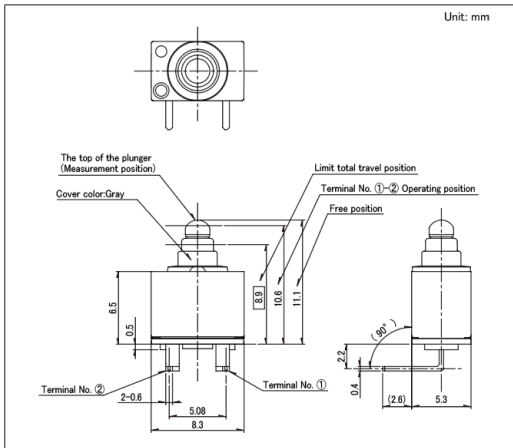 Unit: mm
The top of the plunger
(Measurement position)
Cover color:Gray
Limit total travel position
Terminal No. ①-② Operating position
Free position
6.5
0.5
8.9
10.6
11.1
Terminal No. ②
Terminal No. ①
2-0.6
5.08
8.3
(90°)
2.2
0.4
(2.6)
5.3